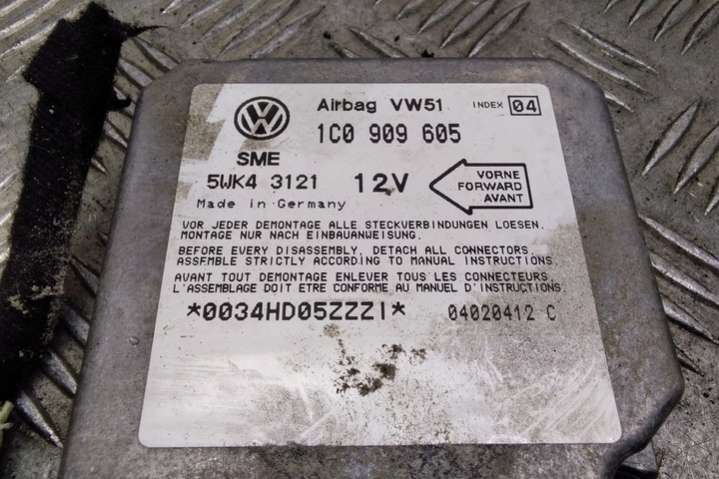 Airbag VW51 INDEX 04
1C0 909 605
SME
5WK4 3121 12V
VORNE
FORWARD
AVANT
Made in Germany
VOR JEDER DEMONTAGE ALLE STECKVERBINDUNGEN LOESEN.
MONTAGE NUR NACH EINBAUANWEISUNG.
BEFORE EVERY DISASSEMBLY, DETACH ALL CONNECTORS
ASSEMBLE STRICTLY ACCORDING TO MANUAL INSTRUCTIONS.
AVANT TOUT DEMONTAGE ENLEVER TOUS LES CONNECTEURS.
L'ASSEMBLAGE DOIT ETRE CONFORME AU MANUEL D'INSTRUCTIONS.
*0034HD05ZZZI* 04020412 C